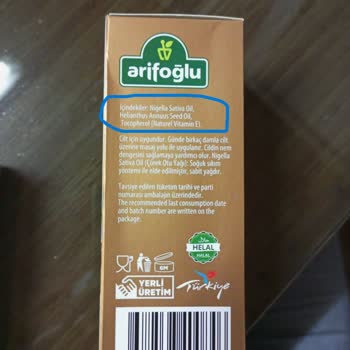 arifoğlu
İçindekiler: Nigella Sativa Oil,
Helianthus Annuus Seed Oil,
Tocopherol (Naturel Vitamin E).
Cilt için uygundur. Günde birkaç damla cilt
üzerine masaj yolu ile uygulanır. Cildin nem
dengesini sağlamaya yardımcı olur. Nigella
Sativa Oil (Çörek Otu Yağı): Soğuk sıkım
yöntemi ile elde edilmiştir, sabit yağdır.
Tavsiye edilen tüketim tarihi ve parti
numarası ambalajın üzerindedir.
The recommended last consumption date
and batch number are written on the
package.
6M
HELAL
HALAL
YERLİ
ÜRETİM
Türkiye